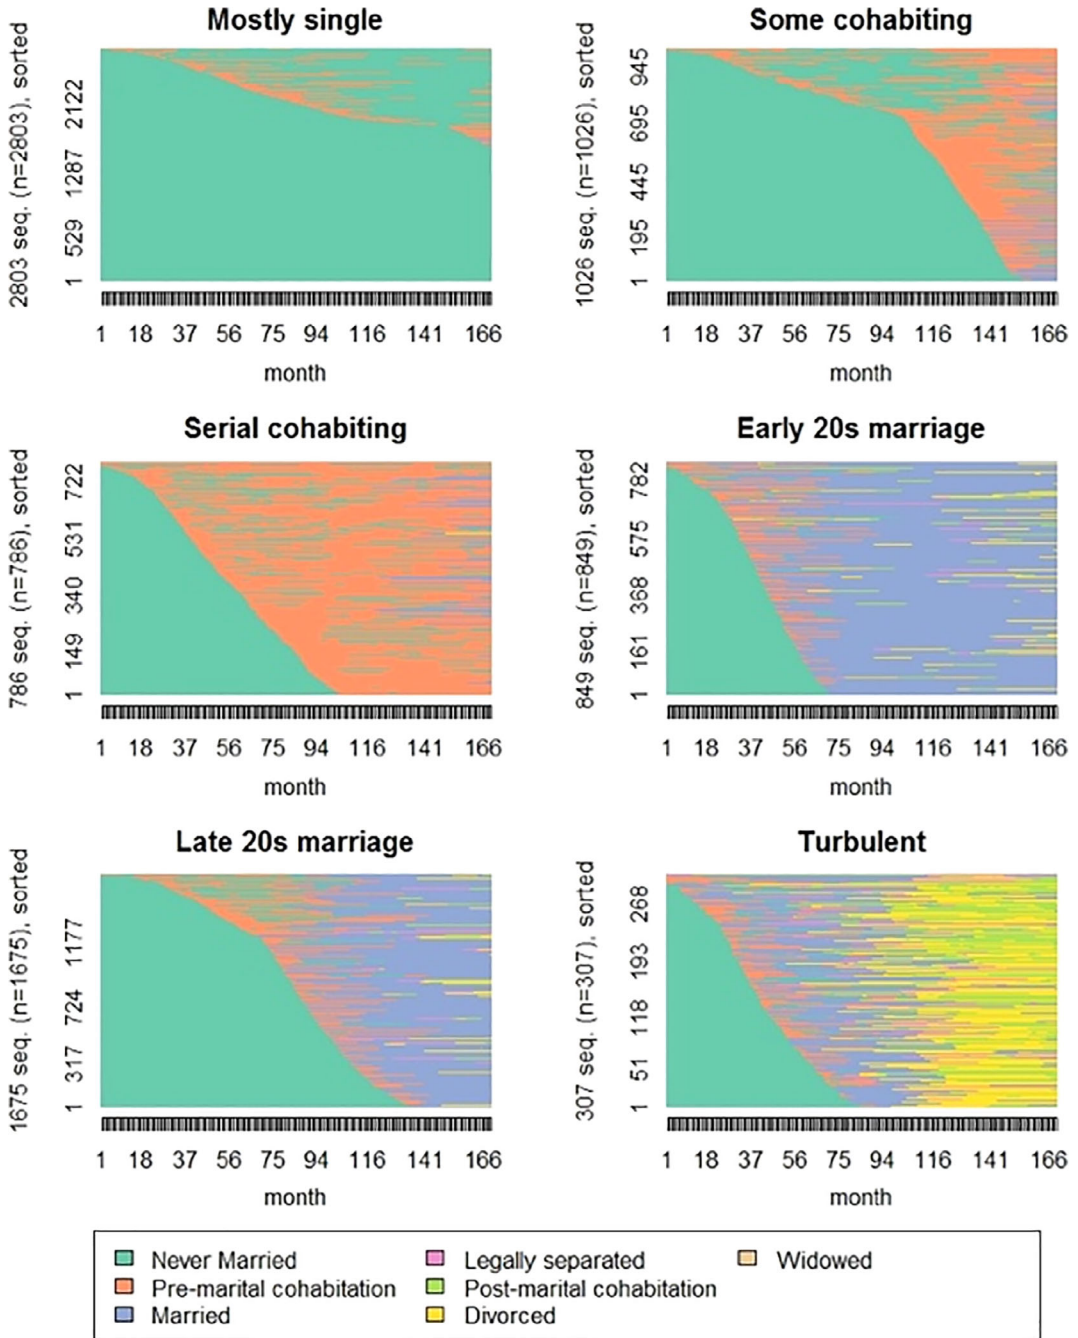 Mostly single
2803 seq. (n=2803), sorted
1 529 1287 2122
1 18 37 56 75 94 116 141 166
month
Some cohabiting
1026 seq. (n=1026), sorted
1 195 445 695 945
1 18 37 56 75 94 116 141 166
month
Serial cohabiting
786 seq. (n=786), sorted
1 149 340 531 722
1 18 37 56 75 94 116 141 166
month
Early 20s marriage
849 seq. (n=849), sorted
1 161 368 575 782
1 18 37 56 75 94 116 141 166
month
Late 20s marriage
1675 seq. (n=1675), sorted
1 317 724 1177
1 18 37 56 75 94 116 141 166
month
Turbulent
307 seq. (n=307), sorted
1 51 118 193 268
1 18 37 56 75 94 116 141 166
month
Never Married
Pre-marital cohabitation
Married
Legally separated
Post-marital cohabitation
Divorced
Widowed